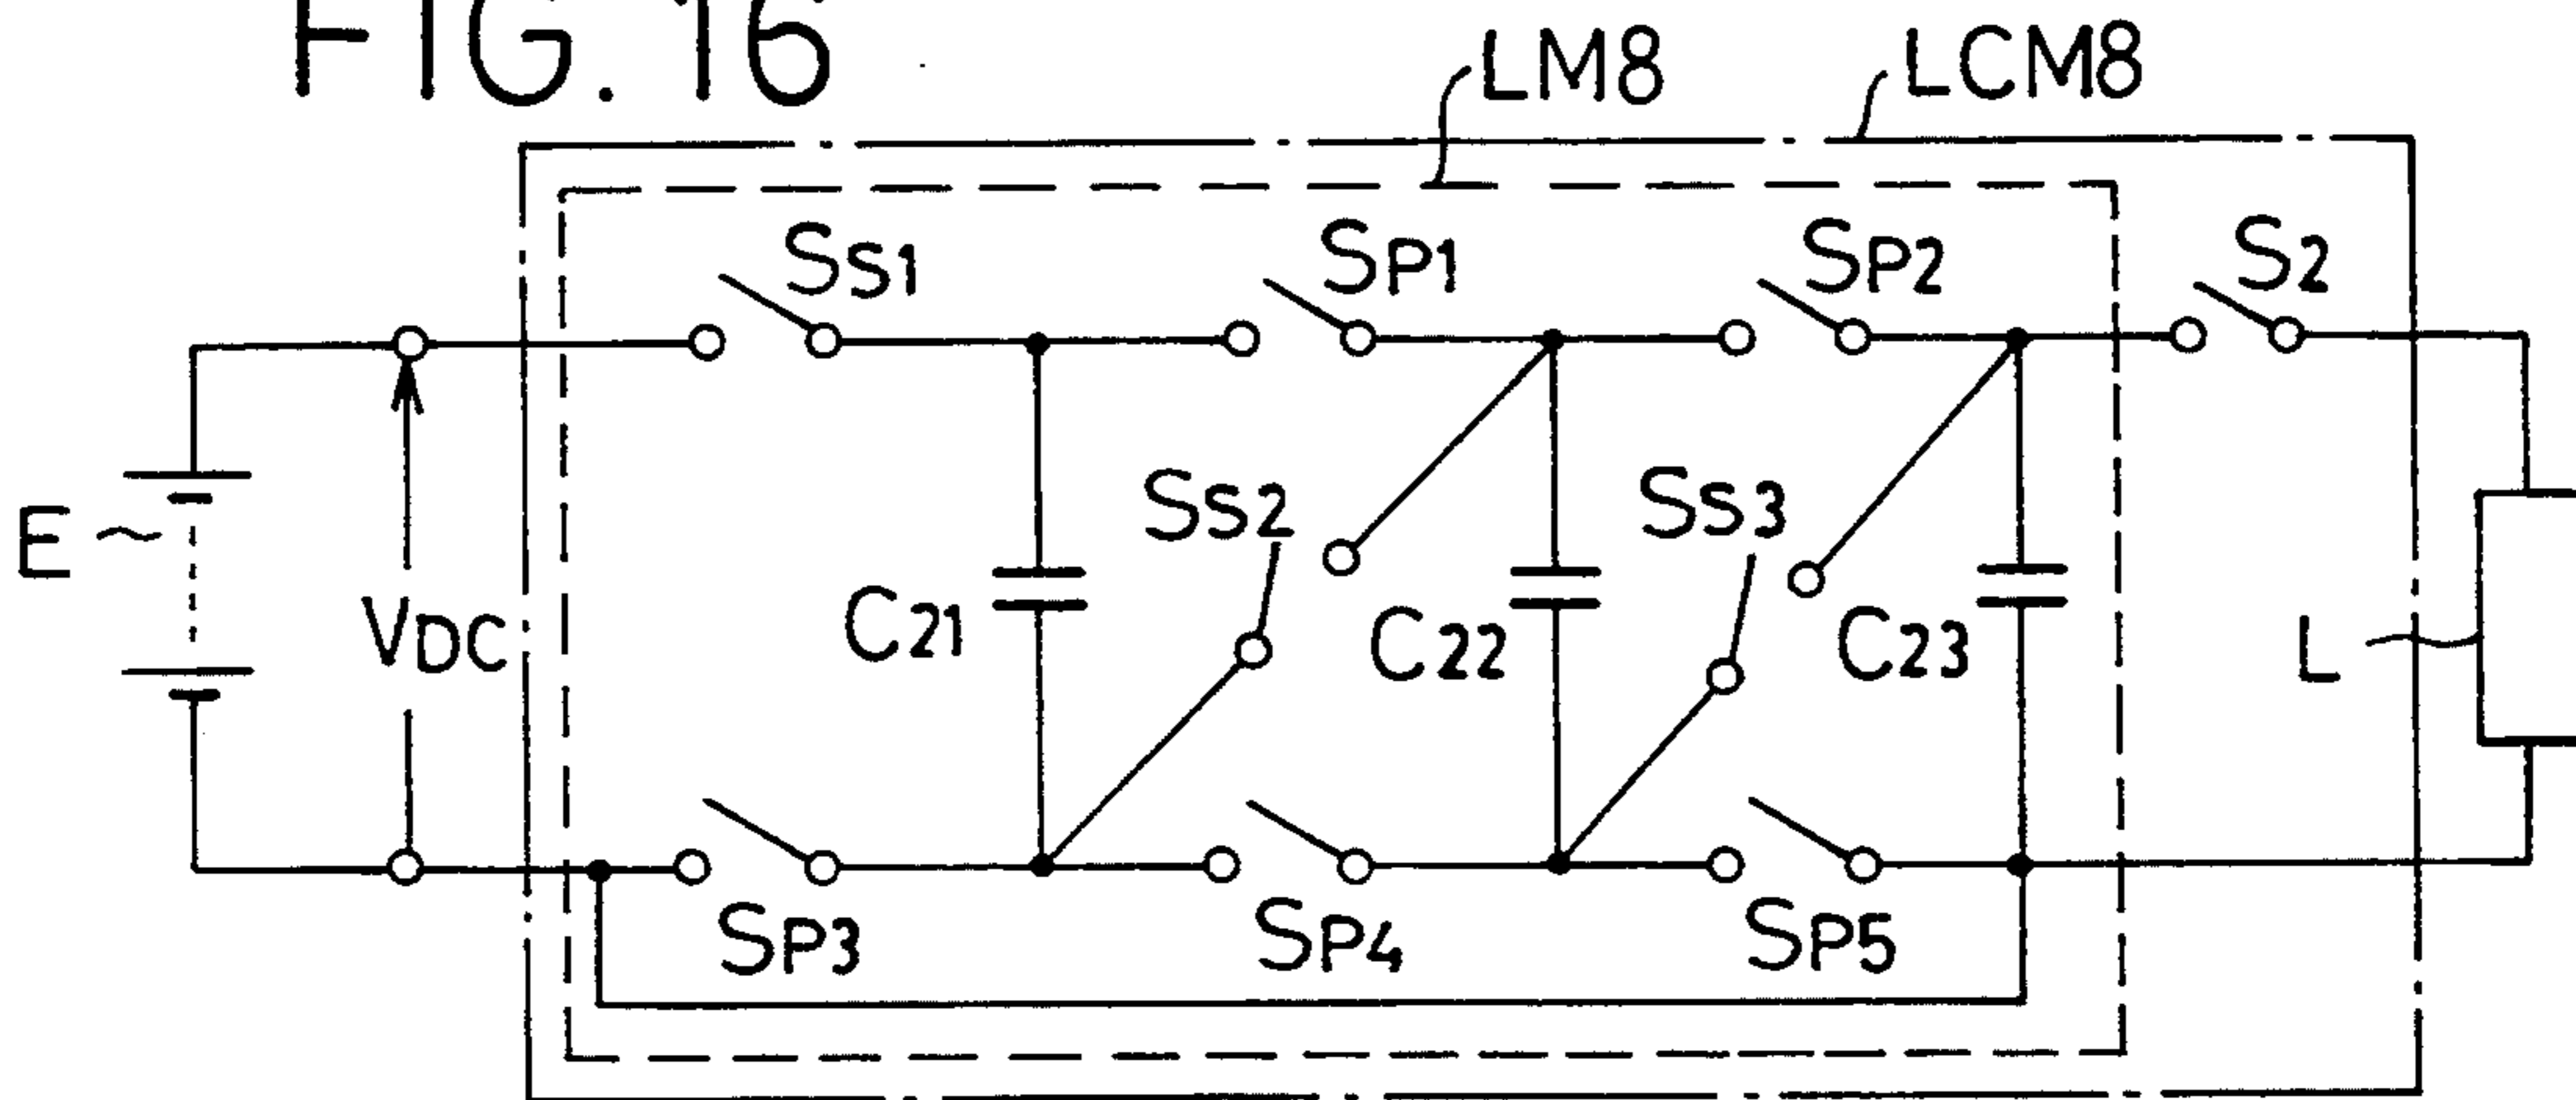 FIG. 16
LM8
LCM8
SS1
SP1
SP2
S2
E
VDC
C21
SS2
C22
SS3
C23
L
SP3
SP4
SP5